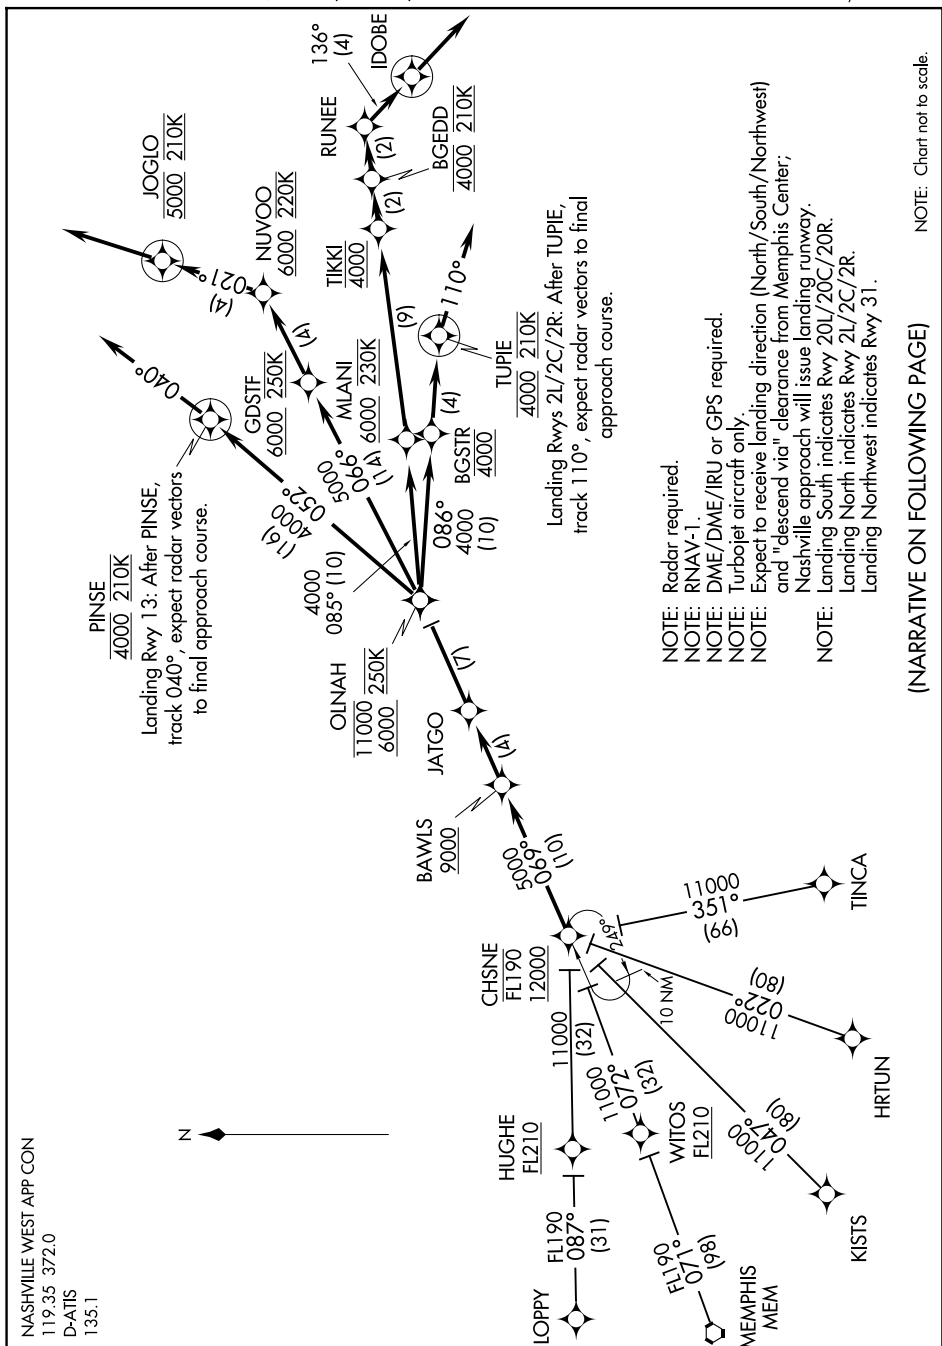 NASHVILLE WEST APP CON
119.35 372.0
D-ATIS
135.1
N
PINSE
4000 210K
Landing Rwy 13: After PINSE,
track 040°, expect radar vectors
to final approach course.
040°
JOGLO
5000 210K
021°
(4)
NUVOO
6000 220K
(4)
GDSTF
6000 250K
MLANI
6000 230K
5000
066°
(14)
4000
052°
(16)
RUNEE
136°
(4)
IDOBE
(2)
BGEDD
4000 210K
(2)
TIKKI
4000
(9)
4000
085° (10)
110°
TUPIE
4000 210K
(4)
BGSTR
4000
086°
4000
(10)
Landing Rwys 2L/2C/2R: After TUPIE,
track 110°, expect radar vectors to final
approach course.
OLNAH
11000 250K
6000
(7)
JATGO
(4)
BAWLS
9000
5000
069°
(10)
CHSNE
FL190
12000
249°
10 NM
11000
(32)
HUGHE
FL210
FL190
087°
(31)
LOPPY
11000
072°
(32)
WITOS
FL210
FL190
071°
(98)
MEMPHIS
MEM
11000
047°
(80)
KISTS
11000
022°
(80)
HRTUN
11000
351°
(66)
TINCA
NOTE: Radar required.
NOTE: RNAV-1.
NOTE: DME/DME/IRU or GPS required.
NOTE: Turbojet aircraft only.
NOTE: Expect to receive landing direction (North/South/Northwest)
and "descend via" clearance from Memphis Center;
Nashville approach will issue landing runway.
NOTE: Landing South indicates Rwy 20L/20C/20R.
Landing North indicates Rwy 2L/2C/2R.
Landing Northwest indicates Rwy 31.
(NARRATIVE ON FOLLOWING PAGE)
NOTE: Chart not to scale.